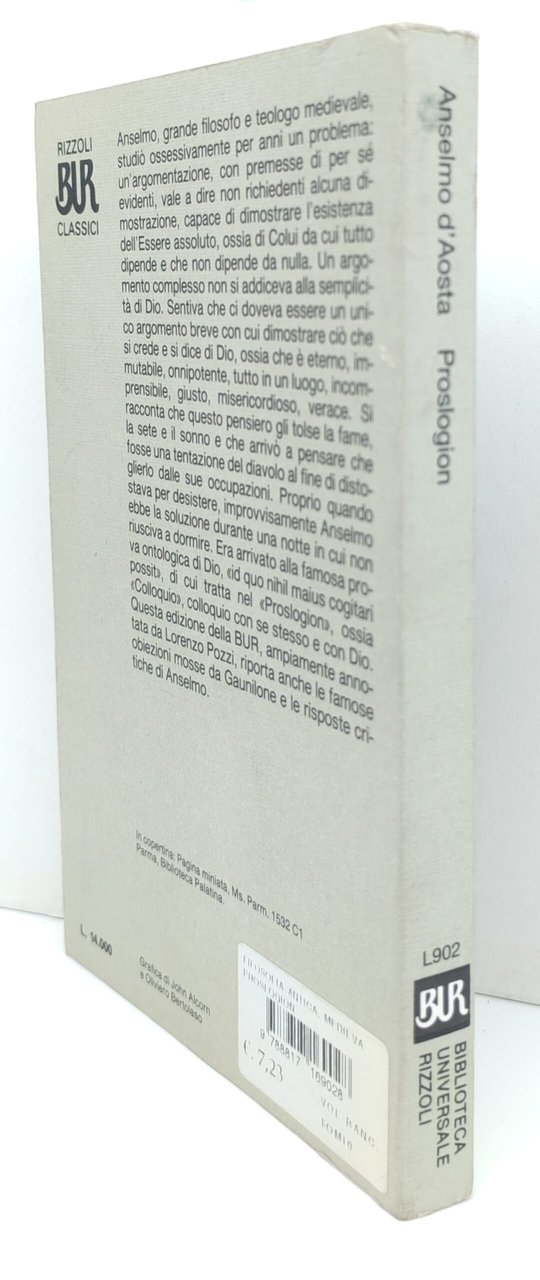 RIZZOLI
BUR
CLASSICI
Anselmo, grande filosofo e teologo medievale,
studiò ossessivamente per anni un problema:
un'argomentazione, con premesse di per sé
evidenti, vale a dire non richiedenti alcuna di-
mostrazione, capace di dimostrare l'esistenza
dell'Essere assoluto, ossia di Colui da cui tutto
dipende e che non dipende da nulla. Un argo-
mento complesso non si addiceva alla semplici-
tà di Dio. Sentiva che ci doveva essere un uni-
co argomento breve con cui dimostrare ciò che
si crede e si dice di Dio, ossia che è eterno, im-
mutabile, onnipotente, tutto in un luogo, incom-
prensibile, giusto, misericordioso, verace. Si
racconta che questo pensiero gli tolse la fame,
la sete e il sonno e che arrivò a pensare che
fosse una tentazione del diavolo al fine di disto-
glierlo dalle sue occupazioni. Proprio quando
stava per desistere, improvvisamente Anselmo
ebbe la soluzione durante una notte in cui non
riusciva a dormire. Era arrivato alla famosa pro-
va ontologica di Dio, «id quo nihil maius cogitari
possit», di cui tratta nel «Proslogion», ossia
«Colloquio», colloquio con se stesso e con Dio.
Questa edizione della BUR, ampiamente anno-
tata da Lorenzo Pozzi, riporta anche le famose
obiezioni mosse da Gaunilone e le risposte cri-
tiche di Anselmo.
In copertina: Pagina miniata, Ms. Parm. 1532 C1
Parma, Biblioteca Palatina.
L. 14.000
Grafica di John Alcorn
e Oliviero Bertolaso
FILOSOFIA ANTICA, MEDIEVA
PROSLOGION
9 788817 169028
€. 7,23
VOL BANC.
Anselmo d'Aosta Proslogion
L902
BUR
BIBLIOTECA
UNIVERSALE
RIZZOLI